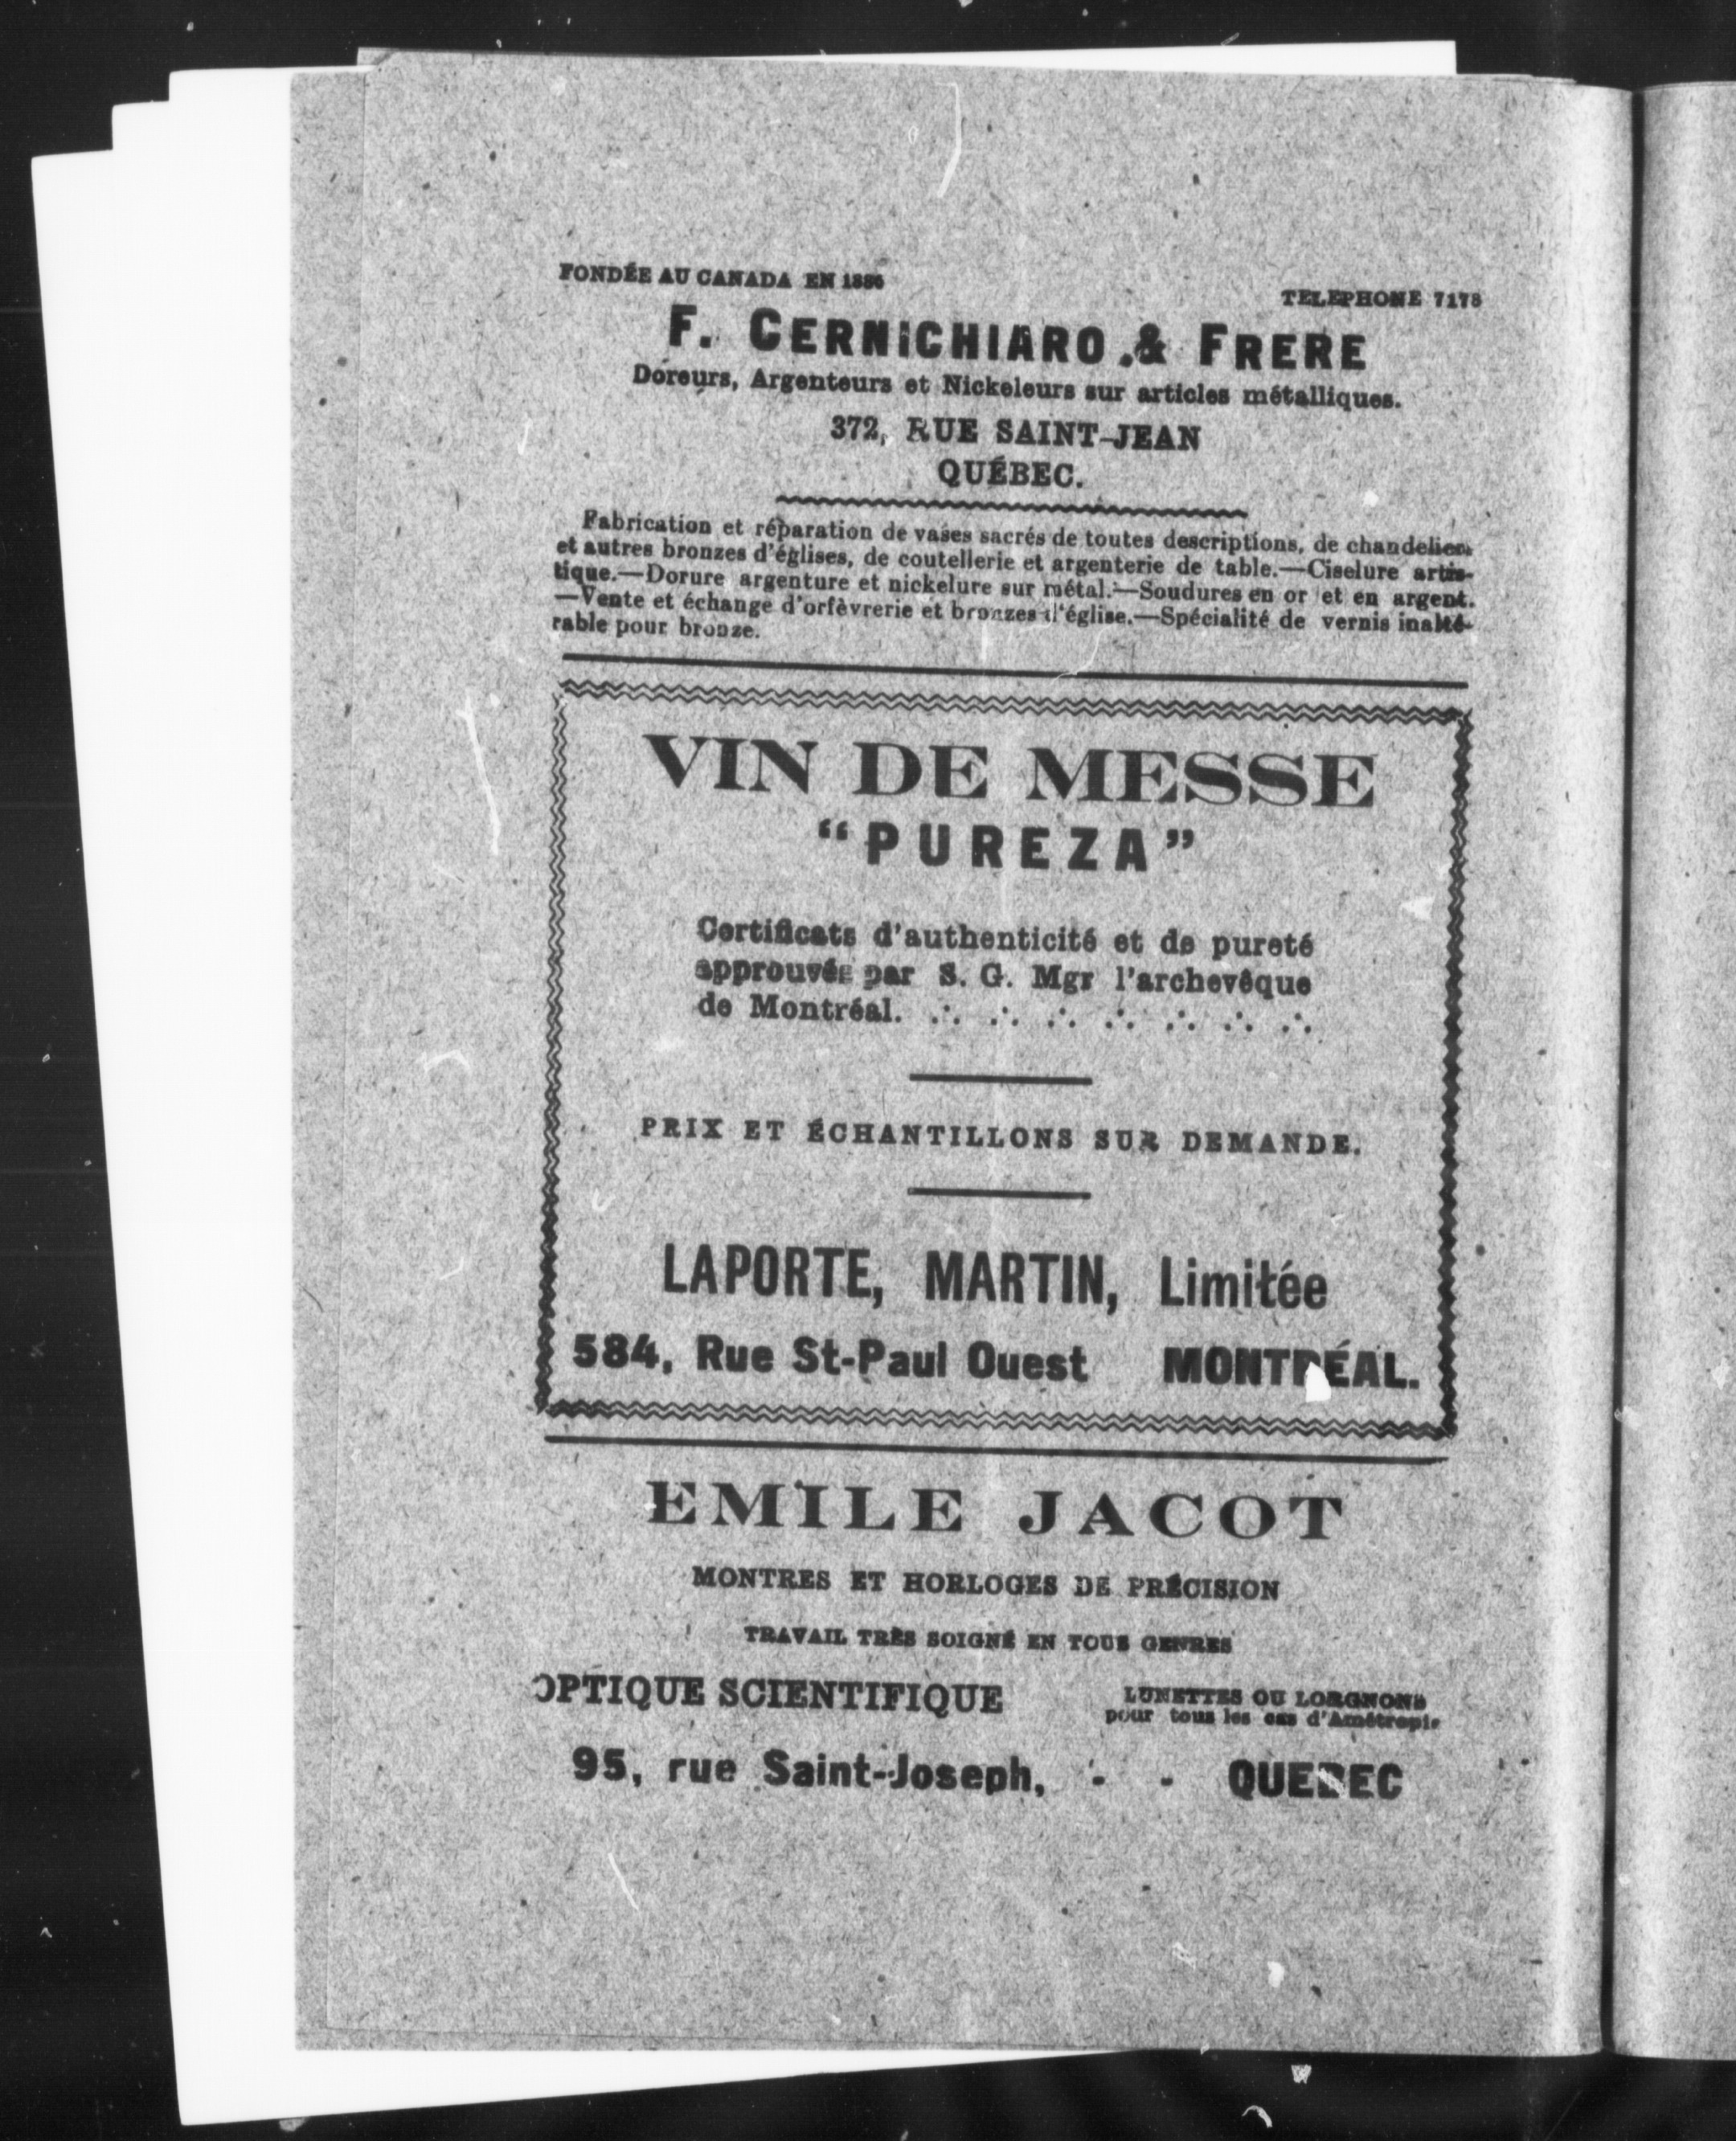 FONDÉE AU CANADA EN 1886
TELEPHONE 7178
F. CERNICHIARO & FRERE
Doreurs, Argenteurs et Nickeleurs sur articles métalliques.
372, RUE SAINT-JEAN
QUÉBEC.
Fabrication et réparation de vases sacrés de toutes descriptions, de chandeliers
et autres bronzes d'églises, de coutellerie et argenterie de table.—Ciselure artis-
tique.—Dorure argenture et nickelure sur métal.—Soudures en or et en argent.
—Vente et échange d'orfèvrerie et bronzes d'église.—Spécialité de vernis inalté-
rable pour bronze.
VIN DE MESSE
“PUREZA”
Certificats d'authenticité et de pureté
approuvés par S. G. Mgr l'archevêque
de Montréal. ∴ ∴ ∴ ∴ ∴ ∴ ∴
PRIX ET ÉCHANTILLONS SUR DEMANDE.
LAPORTE, MARTIN, Limitée
584, Rue St-Paul Ouest MONTRÉAL.
EMILE JACOT
MONTRES ET HORLOGES DE PRÉCISION
TRAVAIL TRÈS SOIGNÉ EN TOUS GENRES
OPTIQUE SCIENTIFIQUE
LUNETTES OU LORGNONS
pour tous les cas d'Amétropie
95, rue Saint-Joseph, - - QUEBEC